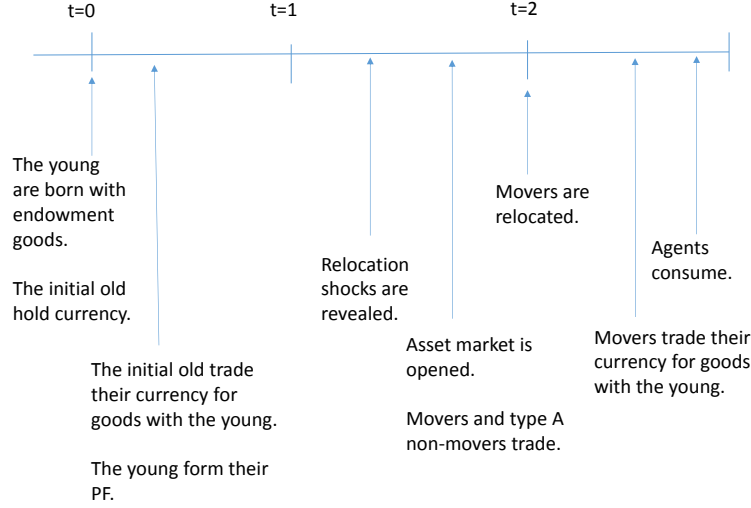 t=0
t=1
t=2
The young
are born with
endowment
goods.
The initial old
hold currency.
The initial old trade
their currency for
goods with the young.
The young form their
PF.
Relocation
shocks are
revealed.
Asset market is
opened.
Movers and type A
non-movers trade.
Movers are
relocated.
Movers trade their
currency for goods
with the young.
Agents
consume.